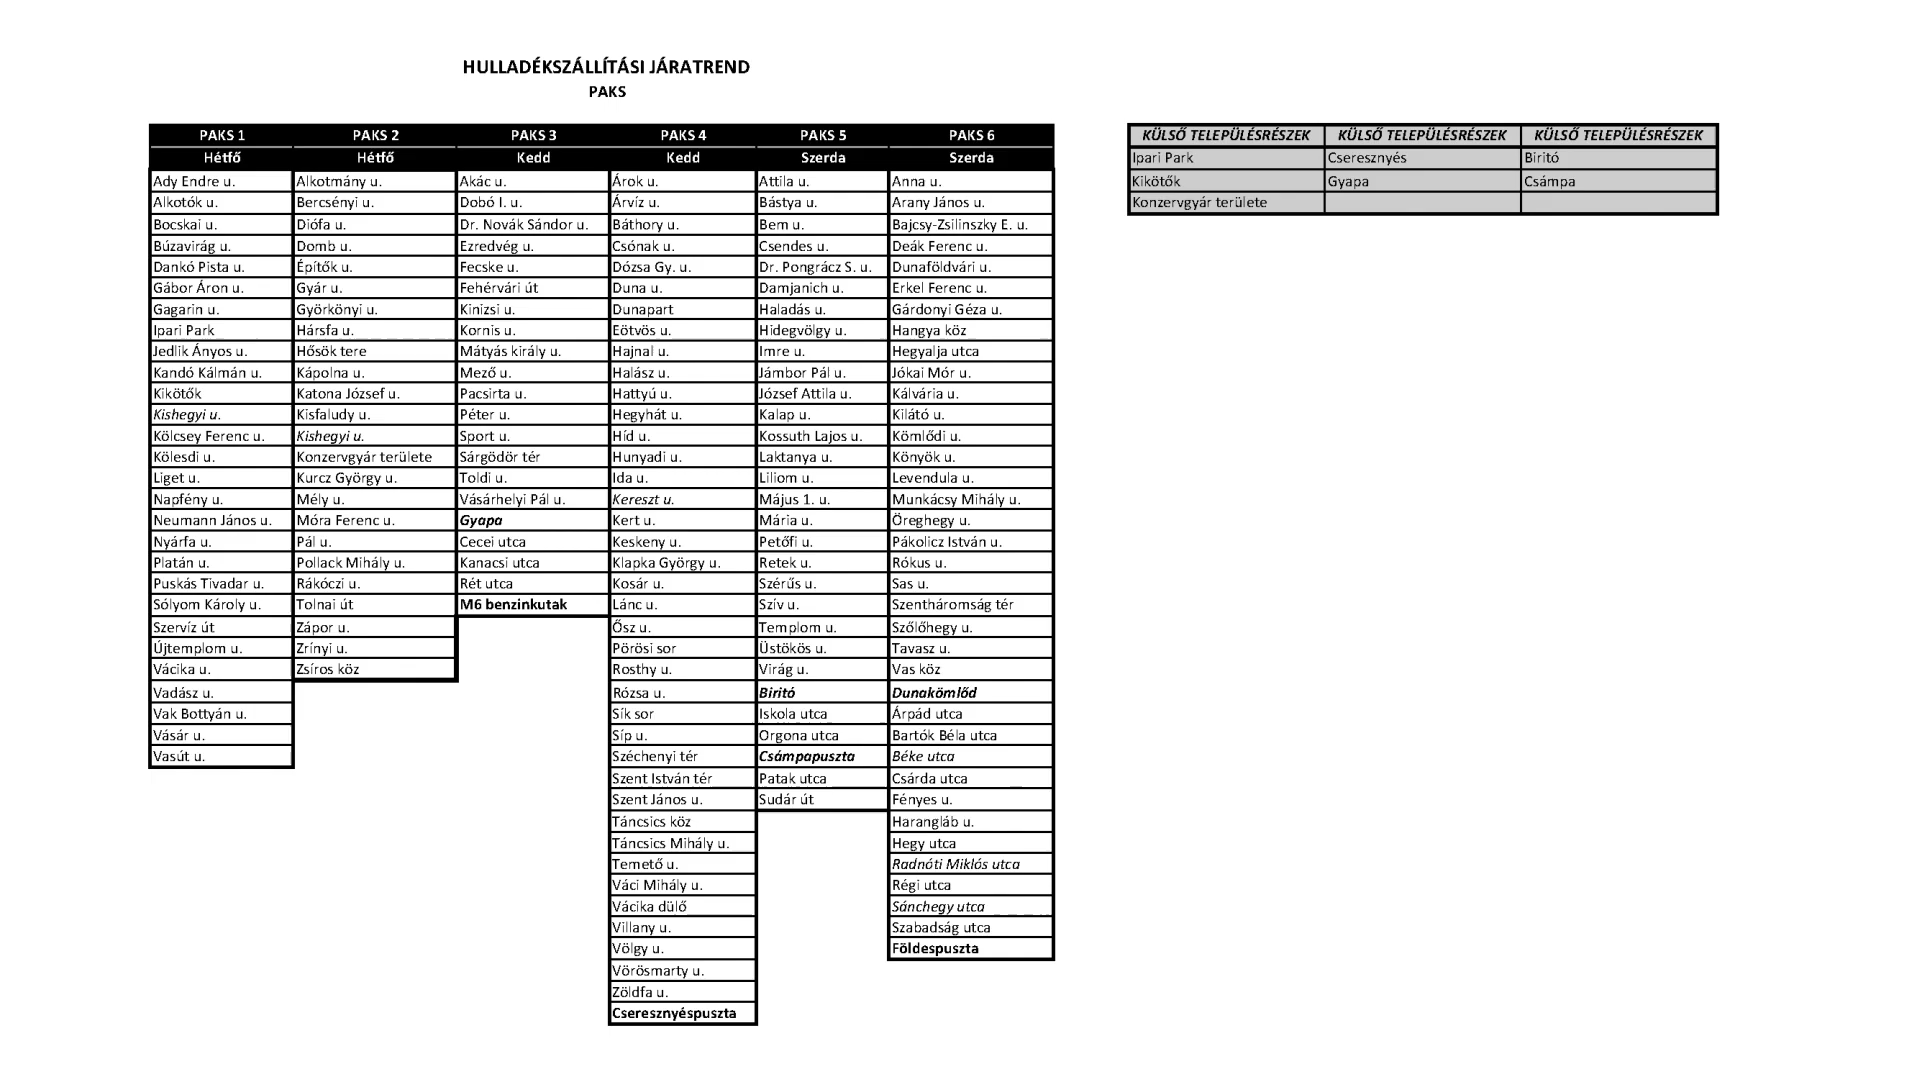 HULLADÉKSZÁLLÍTÁSI JÁRATREND
PAKS
PAKS 1 PAKS 2 PAKS 3 PAKS 4 PAKS 5 PAKS 6
Hétfő Hétfő Kedd Kedd Szerda Szerda
Ady Endre u. Alkotmány u. Akác u. Árok u. Attila u. Anna u.
Alkotók u. Bercsényi u. Dobó I. u. Árvíz u. Bástya u. Arany János u.
Bocskai u. Diófa u. Dr. Novák Sándor u. Báthory u. Bem u. Bajcsy-Zsilinszky E. u.
Búzavirág u. Domb u. Ezredvég u. Csónak u. Csendes u. Deák Ferenc u.
Dankó Pista u. Építők u. Fecske u. Dózsa Gy. u. Dr. Pongrácz S. u. Dunaföldvári u.
Gábor Áron u. Gyár u. Fehérvári út Duna u. Damjanich u. Erkel Ferenc u.
Gagarin u. Györkönyi u. Kinizsi u. Dunapart Haladás u. Gárdonyi Géza u.
Ipari Park Hársfa u. Kornis u. Eötvös u. Hidegvölgy u. Hangya köz
Jedlik Ányos u. Hősök tere Mátyás király u. Hajnal u. Imre u. Hegyalja utca
Kandó Kálmán u. Kápolna u. Mező u. Halász u. Jámbor Pál u. Jókai Mór u.
Kikötők Katona József u. Pacsirta u. Hattyú u. József Attila u. Kálvária u.
Kishegyi u. Kisfaludy u. Péter u. Hegyhát u. Kalap u. Kilátó u.
Kölcsey Ferenc u. Kishegyi u. Sport u. Híd u. Kossuth Lajos u. Kömlődi u.
Kölesdi u. Konzervgyár területe Sárgödör tér Hunyadi u. Laktanya u. Könyök u.
Liget u. Kurcz György u. Toldi u. Ida u. Liliom u. Levendula u.
Napfény u. Mély u. Vásárhelyi Pál u. Kereszt u. Május 1. u. Munkácsy Mihály u.
Neumann János u. Móra Ferenc u. Gyapa Kert u. Mária u. Öreghegy u.
Nyárfa u. Pál u. Cecei utca Keskeny u. Petőfi u. Pákolicz István u.
Platán u. Pollack Mihály u. Kanacsi utca Klapka György u. Retek u. Rókus u.
Puskás Tivadar u. Rákóczi u. Rét utca Kosár u. Szérűs u. Sas u.
Sólyom Károly u. Tolnai út M6 benzinkutak Lánc u. Szív u. Szentháromság tér
Szervíz út Zápor u. Ősz u. Templom u. Szőlőhegy u.
Újtemplom u. Zrínyi u. Pörösi sor Üstökös u. Tavasz u.
Vácika u. Zsíros köz Rosthy u. Virág u. Vas köz
Vadász u. Rózsa u. Biritó Dunakömlőd
Vak Bottyán u. Sík sor Iskola utca Árpád utca
Vásár u. Síp u. Orgona utca Bartók Béla utca
Vasút u. Széchenyi tér Csámpapuszta Béke utca
Szent István tér Patak utca Csárda utca
Szent János u. Sudár út Fényes u.
Táncsics köz Harangláb u.
Táncsics Mihály u. Hegy utca
Temető u. Radnóti Miklós utca
Váci Mihály u. Régi utca
Vácika dülő Sánchegy utca
Villany u. Szabadság utca
Völgy u. Földespuszta
Vörösmarty u.
Zöldfa u.
Cseresznyéspuszta
KÜLSŐ TELEPÜLÉSRÉSZEK KÜLSŐ TELEPÜLÉSRÉSZEK KÜLSŐ TELEPÜLÉSRÉSZEK
Ipari Park Cseresznyés Biritó
Kikötők Gyapa Csámpa
Konzervgyár területe